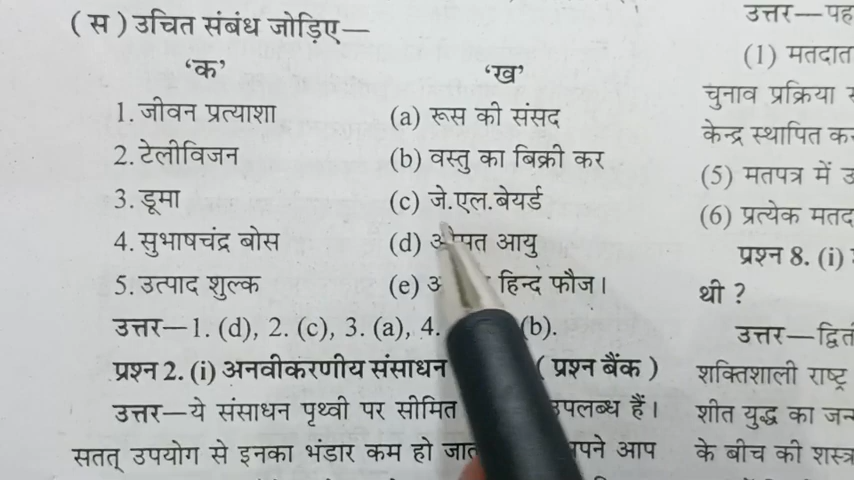 ( स ) उचित संबंध जोड़िए—
‘क’ ‘ख’
1. जीवन प्रत्याशा (a) रूस की संसद
2. टेलीविजन (b) वस्तु का बिक्री कर
3. डूमा (c) जे.एल.बेयर्ड
4. सुभाषचंद्र बोस (d) आयु
5. उत्पाद शुल्क (e) हिन्द फौज।
उत्तर—1. (d), 2. (c), 3. (a), 4. (b).
प्रश्न 2. (i) अनवीकरणीय संसाधन ( प्रश्न बैंक )
उत्तर—ये संसाधन पृथ्वी पर सीमित उपलब्ध हैं।
सतत् उपयोग से इनका भंडार कम हो आप
उत्तर—पह
(1) मतदात
चुनाव प्रक्रिया
केन्द्र स्थापित कर
(5) मतपत्र में
(6) प्रत्येक मतद
प्रश्न 8. (i)
थी ?
उत्तर—द्विती
शक्तिशाली राष्ट्र
शीत युद्ध का जन्
के बीच की शस्त्र